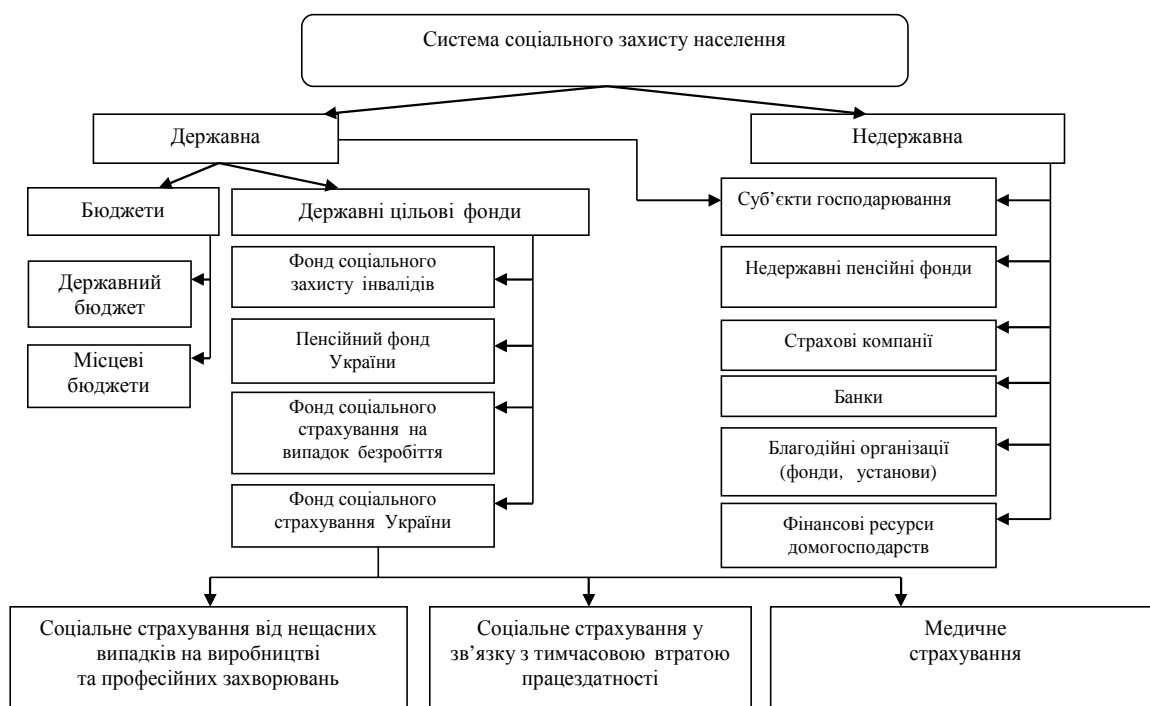 Система соціального захисту населення
Державна
Недержавна
Бюджети
Державні цільові фонди
Суб’єкти господарювання
Державний
бюджет
Місцеві
бюджети
Фонд соціального
захисту інвалідів
Пенсійний фонд
України
Фонд соціального
страхування на
випадок безробіття
Фонд соціального
страхування України
Недержавні пенсійні фонди
Страхові компанії
Банки
Благодійні організації
(фонди, установи)
Фінансові ресурси
домогосподарств
Соціальне страхування від нещасних
випадків на виробництві
та професійних захворювань
Соціальне страхування у
зв’язку з тимчасовою втратою
працездатності
Медичне
страхування